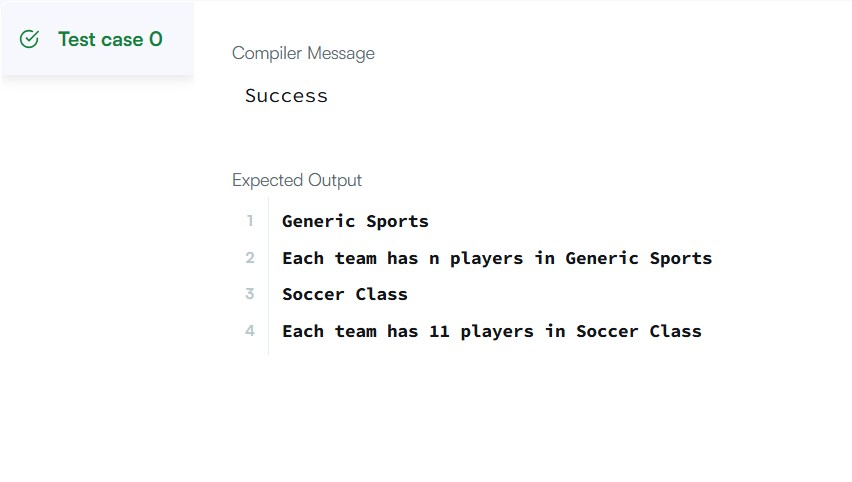 Test case 0
Compiler Message
Success
Expected Output
1 Generic Sports
2 Each team has n players in Generic Sports
3 Soccer Class
4 Each team has 11 players in Soccer Class